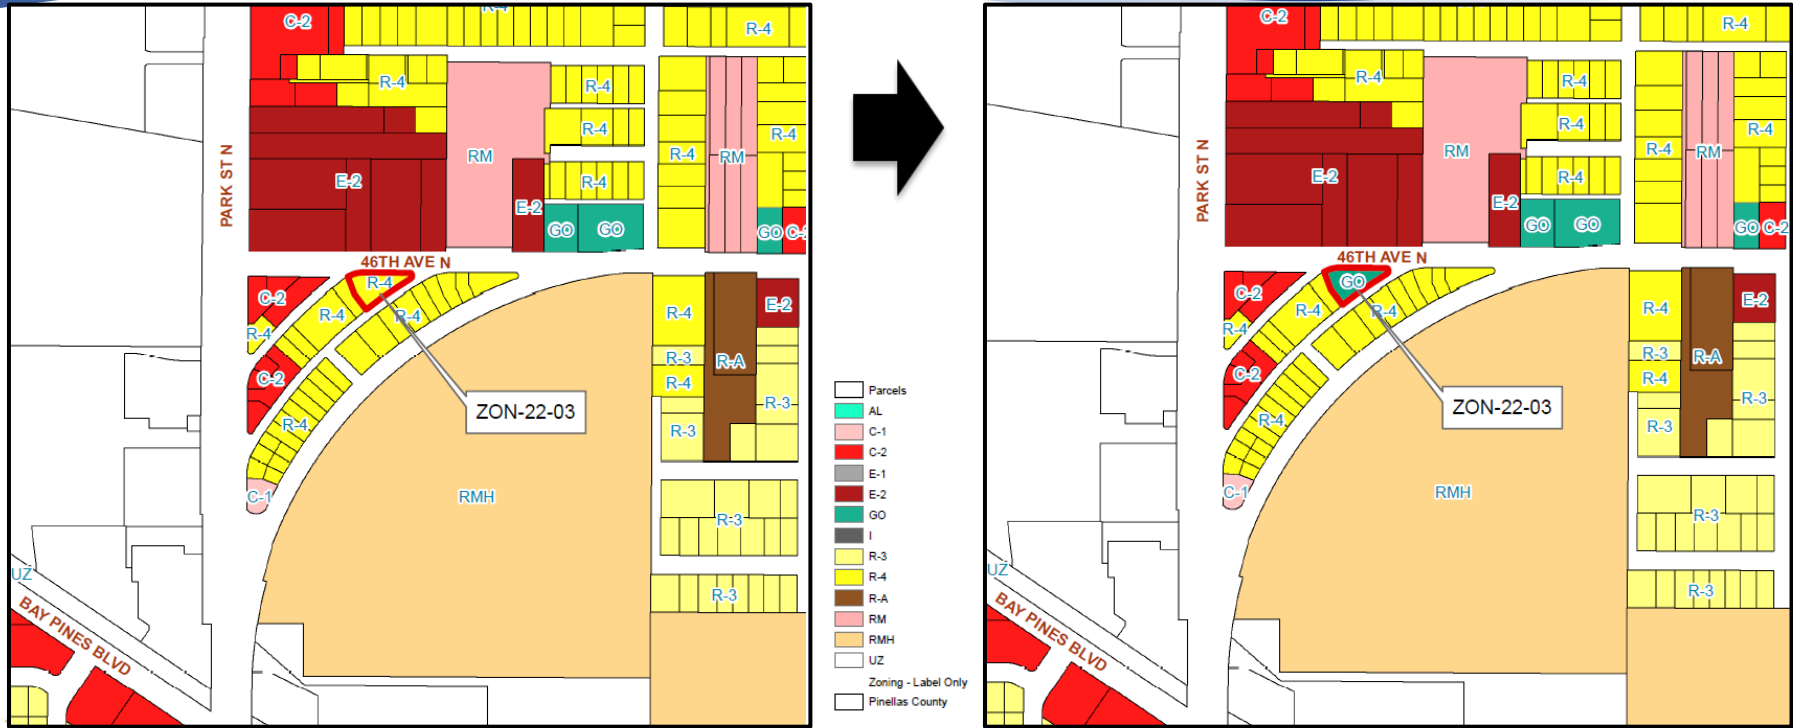 C-2
R-4
R-4
R-4
R-4
R-4
RM
R-4
RM
R-4
R-4
E-2
E-2
GO
GO
GO
C-2
PARK ST N
46TH AVE N
R-4
C-2
R-4
R-4
R-4
C-2
R-4
C-1
ZON-22-03
RMH
R-4
R-3
R-4
R-3
R-A
E-2
R-3
R-3
R-3
UZ
BAY PINES BLVD
Parcels
AL
C-1
C-2
E-1
E-2
GO
I
R-3
R-4
R-A
RM
RMH
UZ
Zoning - Label Only
Pinellas County
C-2
R-4
R-4
R-4
R-4
RM
R-4
RM
R-4
R-4
E-2
E-2
GO
GO
GO
C-2
PARK ST N
46TH AVE N
GO
C-2
R-4
R-4
R-4
C-2
R-4
C-1
ZON-22-03
RMH
R-4
R-3
R-4
R-3
R-A
E-2
R-3
R-3
R-3
UZ
BAY PINES BLVD